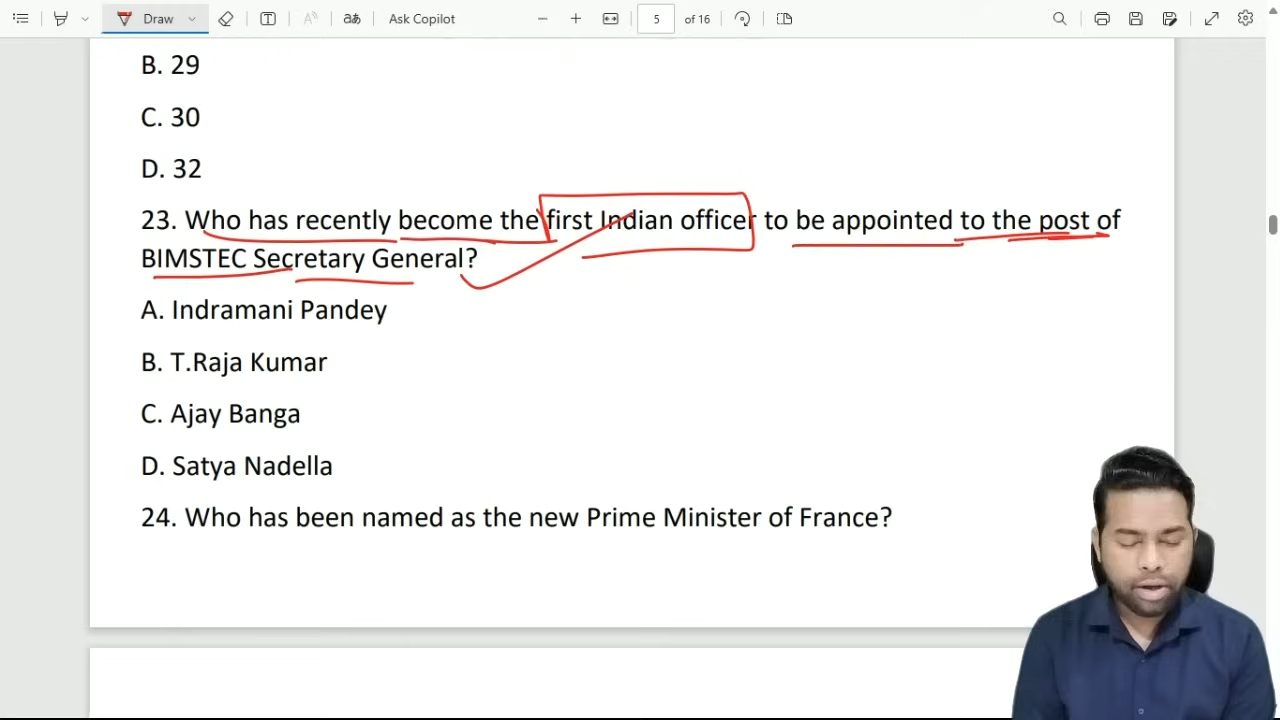 Draw
Ask Copilot
5
of 16
B. 29
C. 30
D. 32
23. Who has recently become the first Indian officer to be appointed to the post of
BIMSTEC Secretary General?
A. Indramani Pandey
B. T.Raja Kumar
C. Ajay Banga
D. Satya Nadella
24. Who has been named as the new Prime Minister of France?